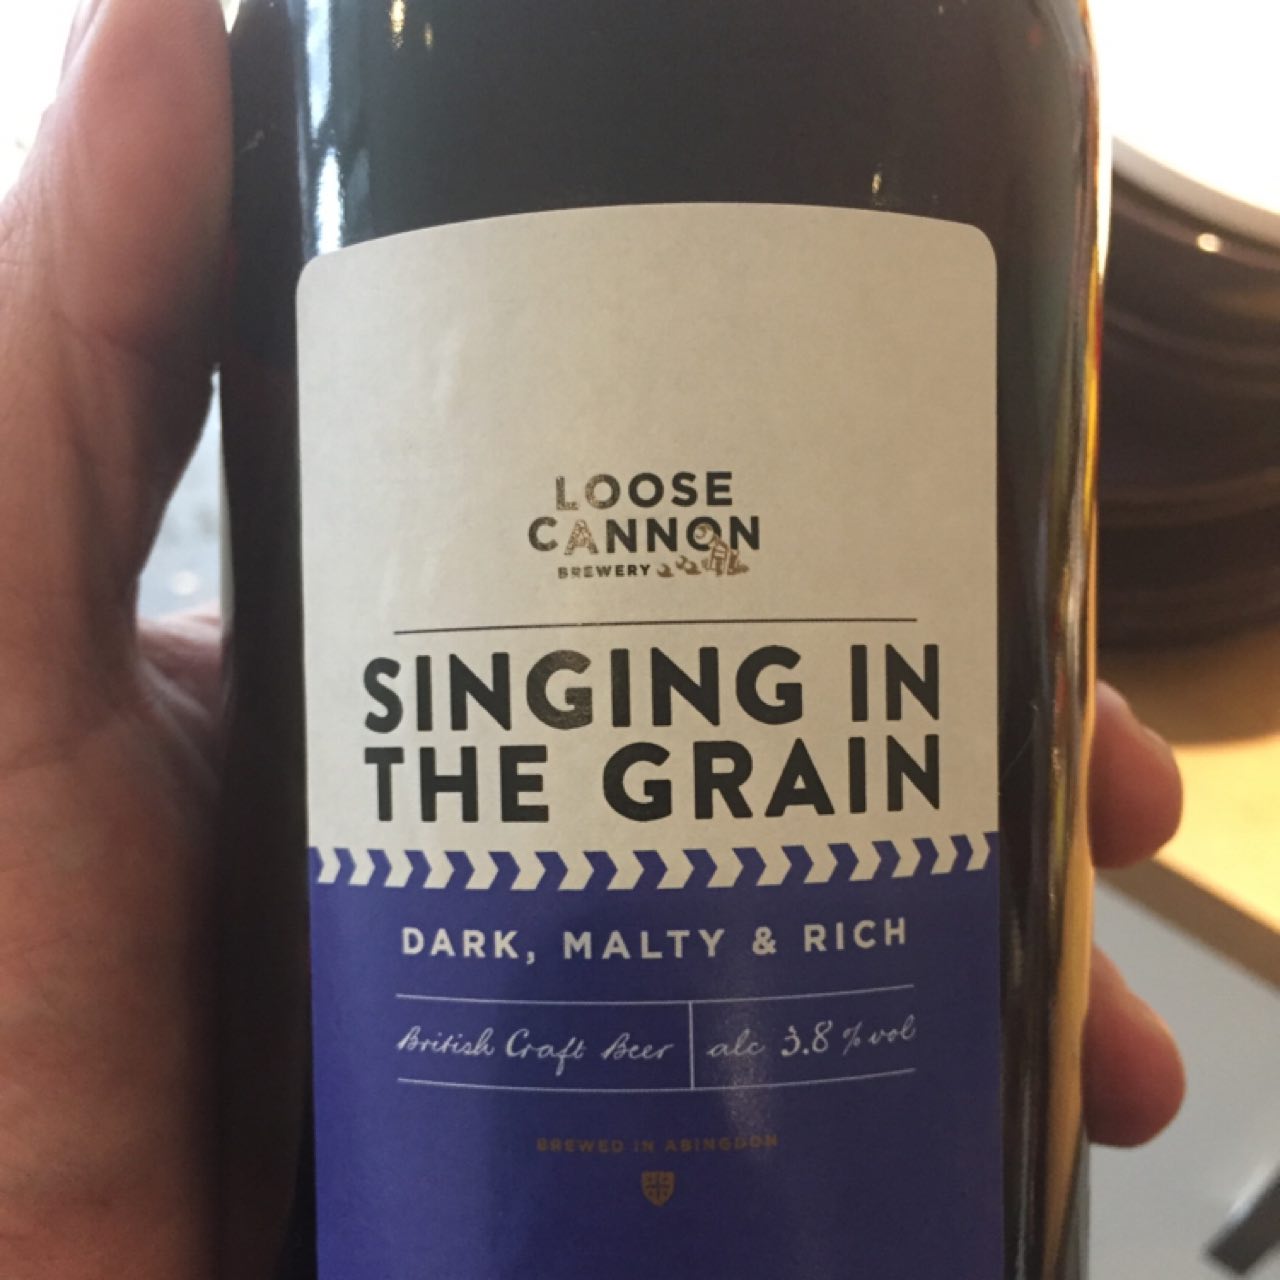 LOOSE
CANNON
BREWERY
SINGING IN
THE GRAIN
DARK, MALTY & RICH
British Craft Beer
alc 3.8 % vol
BREWED IN ABINGDON